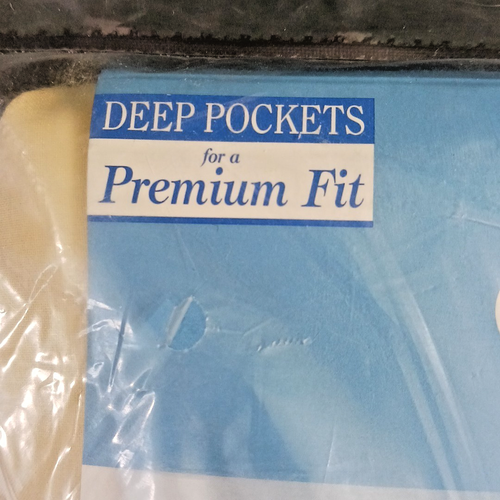 DEEP POCKETS
for a
Premium Fit